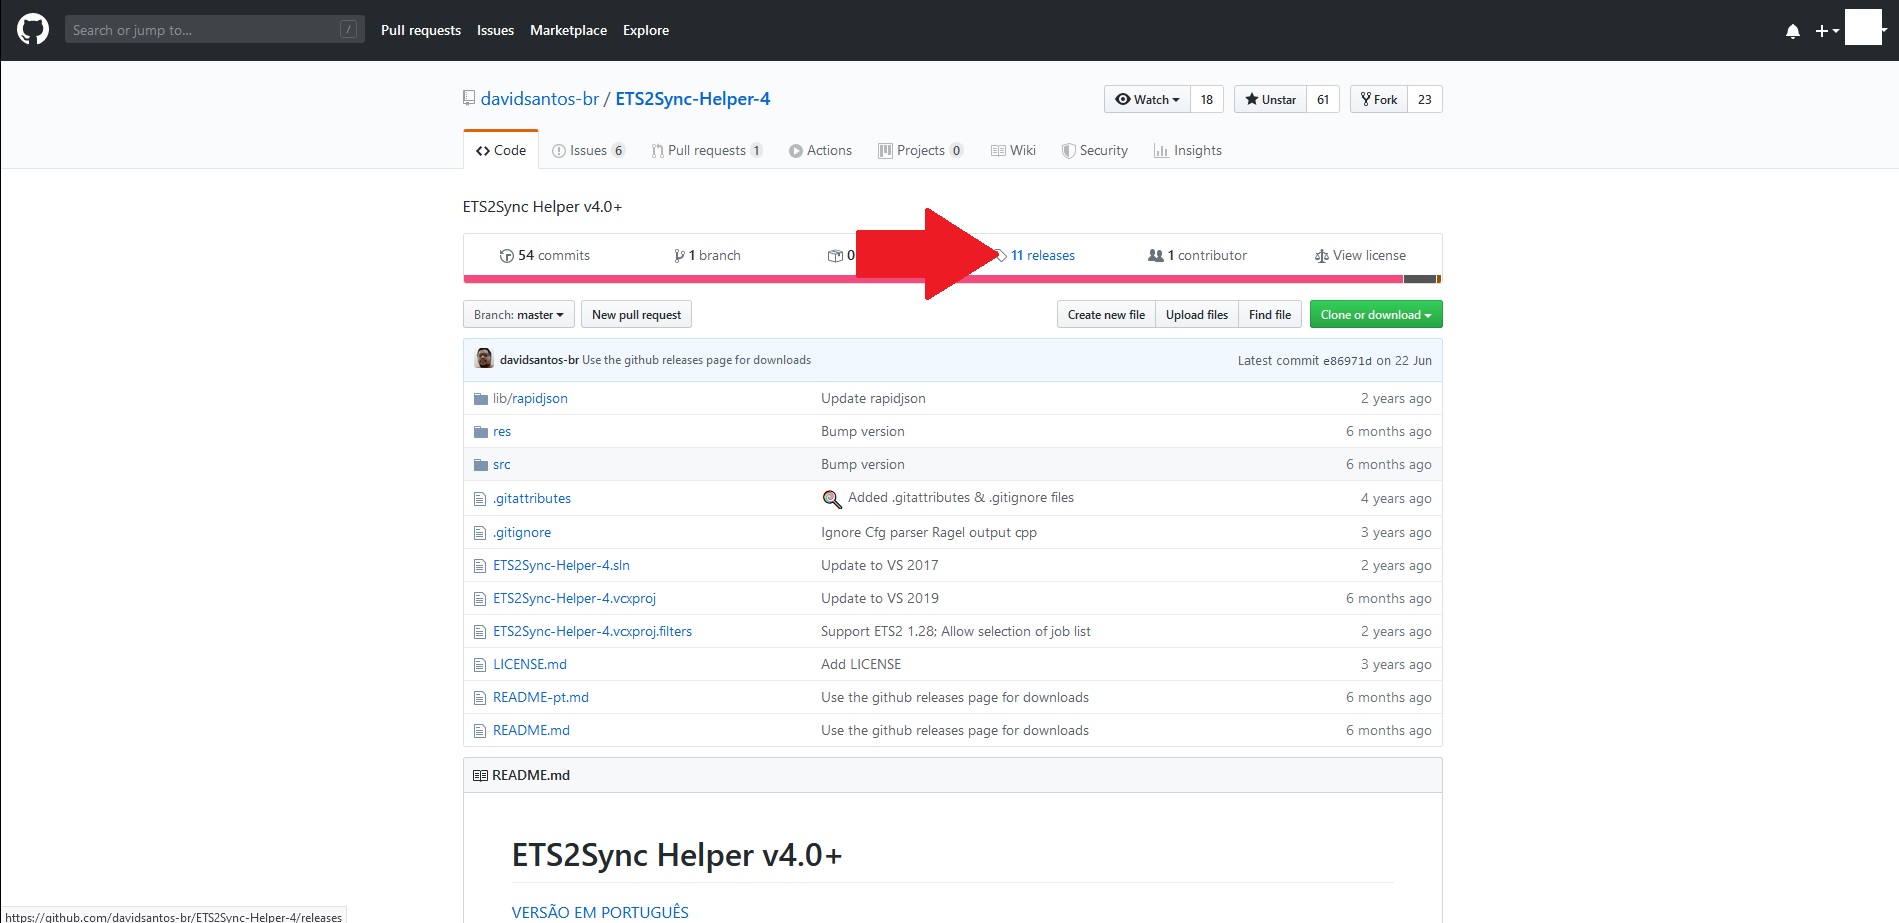 Search or jump to... /
Pull requests Issues Marketplace Explore
davidsantos-br / ETS2Sync-Helper-4
Watch 18 Unstar 61 Fork 23
Code Issues 6 Pull requests 1 Actions Projects 0 Wiki Security Insights
ETS2Sync Helper v4.0+
54 commits 1 branch 0 11 releases 1 contributor View license
Branch: master New pull request Create new file Upload files Find file Clone or download
davidsantos-br Use the github releases page for downloads Latest commit e86971d on 22 Jun
lib/rapidjson Update rapidjson 2 years ago
res Bump version 6 months ago
src Bump version 6 months ago
.gitattributes Added .gitattributes & .gitignore files 4 years ago
.gitignore Ignore Cfg parser Ragel output cpp 3 years ago
ETS2Sync-Helper-4.sln Update to VS 2017 2 years ago
ETS2Sync-Helper-4.vcxproj Update to VS 2019 6 months ago
ETS2Sync-Helper-4.vcxproj.filters Support ETS2 1.28; Allow selection of job list 2 years ago
LICENSE.md Add LICENSE 3 years ago
README-pt.md Use the github releases page for downloads 6 months ago
README.md Use the github releases page for downloads 6 months ago
README.md
ETS2Sync Helper v4.0+
VERSÃO EM PORTUGUÊS
https://github.com/davidsantos-br/ETS2Sync-Helper-4/releases